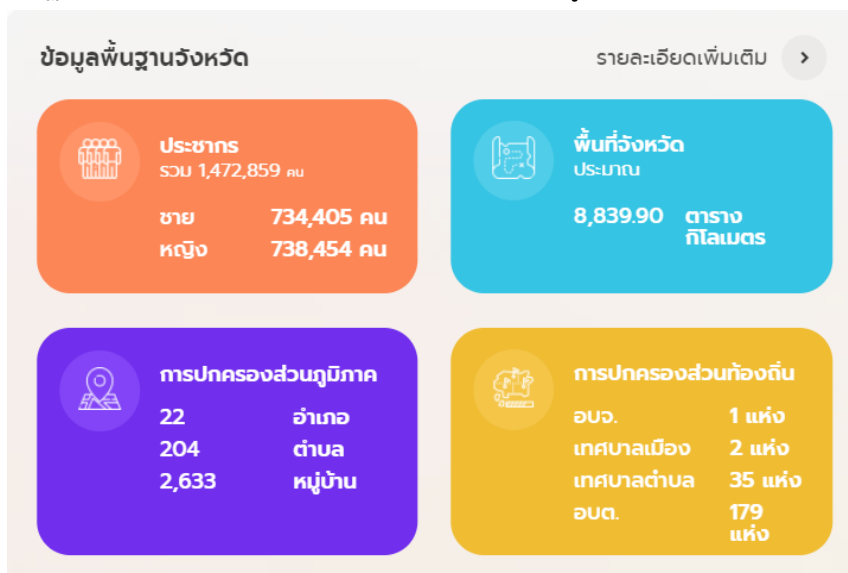 ข้อมูลพื้นฐานจังหวัด
รายละเอียดเพิ่มเติม
ประชากร
รวม 1,472,859 คน
ชาย 734,405 คน
หญิง 738,454 คน
พื้นที่จังหวัด
ประมาณ
8,839.90 ตาราง
กิโลเมตร
การปกครองส่วนภูมิภาค
22 อำเภอ
204 ตำบล
2,633 หมู่บ้าน
การปกครองส่วนท้องถิ่น
อบจ. 1 แห่ง
เทศบาลเมือง 2 แห่ง
เทศบาลตำบล 35 แห่ง
อบต. 179
แห่ง